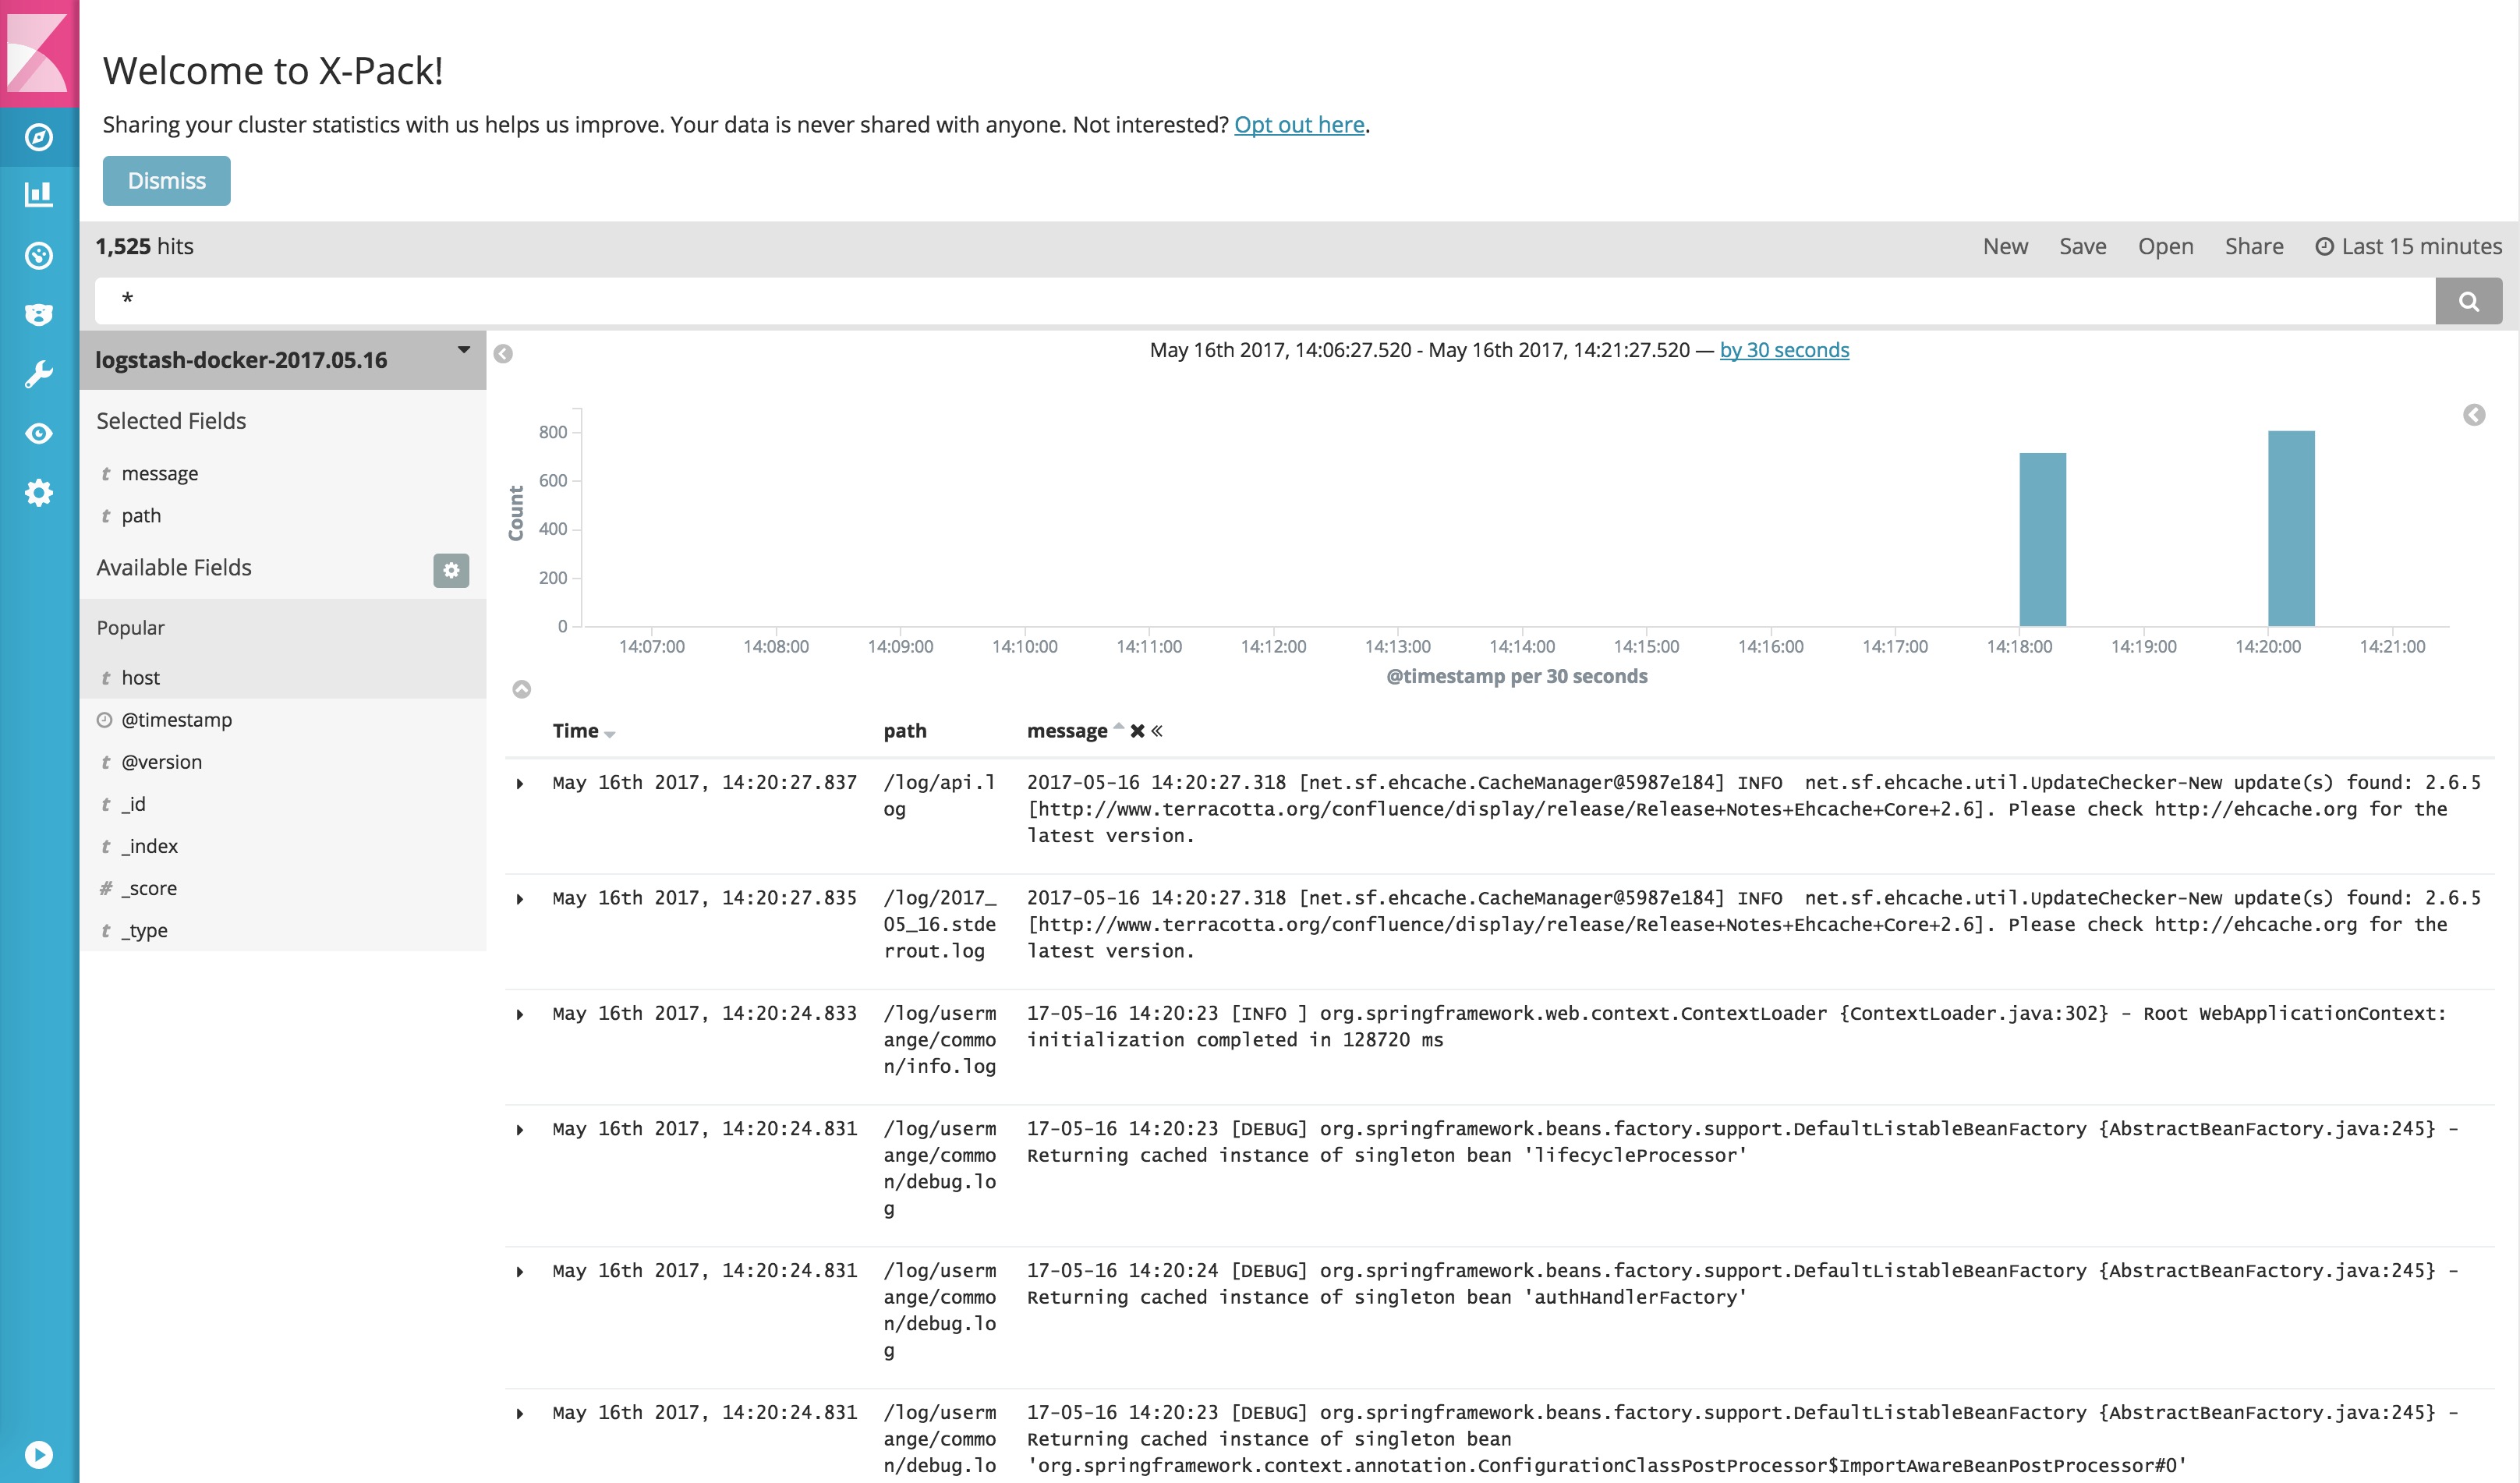 Welcome to X-Pack!
Sharing your cluster statistics with us helps us improve. Your data is never shared with anyone. Not interested? Opt out here.
Dismiss
1,525 hits
New Save Open Share Last 15 minutes
*
logstash-docker-2017.05.16
Selected Fields
t message
t path
Available Fields
Popular
t host
@timestamp
t @version
t _id
t _index
# _score
t _type
May 16th 2017, 14:06:27.520 - May 16th 2017, 14:21:27.520 — by 30 seconds
Count
800
600
400
200
0
14:07:00 14:08:00 14:09:00 14:10:00 14:11:00 14:12:00 14:13:00 14:14:00 14:15:00 14:16:00 14:17:00 14:18:00 14:19:00 14:20:00 14:21:00
@timestamp per 30 seconds
Time path message
May 16th 2017, 14:20:27.837
/log/api.l
og
2017-05-16 14:20:27.318 [net.sf.ehcache.CacheManager@5987e184] INFO  net.sf.ehcache.util.UpdateChecker-New update(s) found: 2.6.5
[http://www.terracotta.org/confluence/display/release/Release+Notes+Ehcache+Core+2.6]. Please check http://ehcache.org for the
latest version.
May 16th 2017, 14:20:27.835
/log/2017_
05_16.stde
rrout.log
2017-05-16 14:20:27.318 [net.sf.ehcache.CacheManager@5987e184] INFO  net.sf.ehcache.util.UpdateChecker-New update(s) found: 2.6.5
[http://www.terracotta.org/confluence/display/release/Release+Notes+Ehcache+Core+2.6]. Please check http://ehcache.org for the
latest version.
May 16th 2017, 14:20:24.833
/log/userm
ange/commo
n/info.log
17-05-16 14:20:23 [INFO ] org.springframework.web.context.ContextLoader {ContextLoader.java:302} - Root WebApplicationContext:
initialization completed in 128720 ms
May 16th 2017, 14:20:24.831
/log/userm
ange/commo
n/debug.lo
g
17-05-16 14:20:23 [DEBUG] org.springframework.beans.factory.support.DefaultListableBeanFactory {AbstractBeanFactory.java:245} -
Returning cached instance of singleton bean 'lifecycleProcessor'
May 16th 2017, 14:20:24.831
/log/userm
ange/commo
n/debug.lo
g
17-05-16 14:20:24 [DEBUG] org.springframework.beans.factory.support.DefaultListableBeanFactory {AbstractBeanFactory.java:245} -
Returning cached instance of singleton bean 'authHandlerFactory'
May 16th 2017, 14:20:24.831
/log/userm
ange/commo
n/debug.lo
17-05-16 14:20:23 [DEBUG] org.springframework.beans.factory.support.DefaultListableBeanFactory {AbstractBeanFactory.java:245} -
Returning cached instance of singleton bean
'org.springframework.context.annotation.ConfigurationClassPostProcessor$ImportAwareBeanPostProcessor#0'